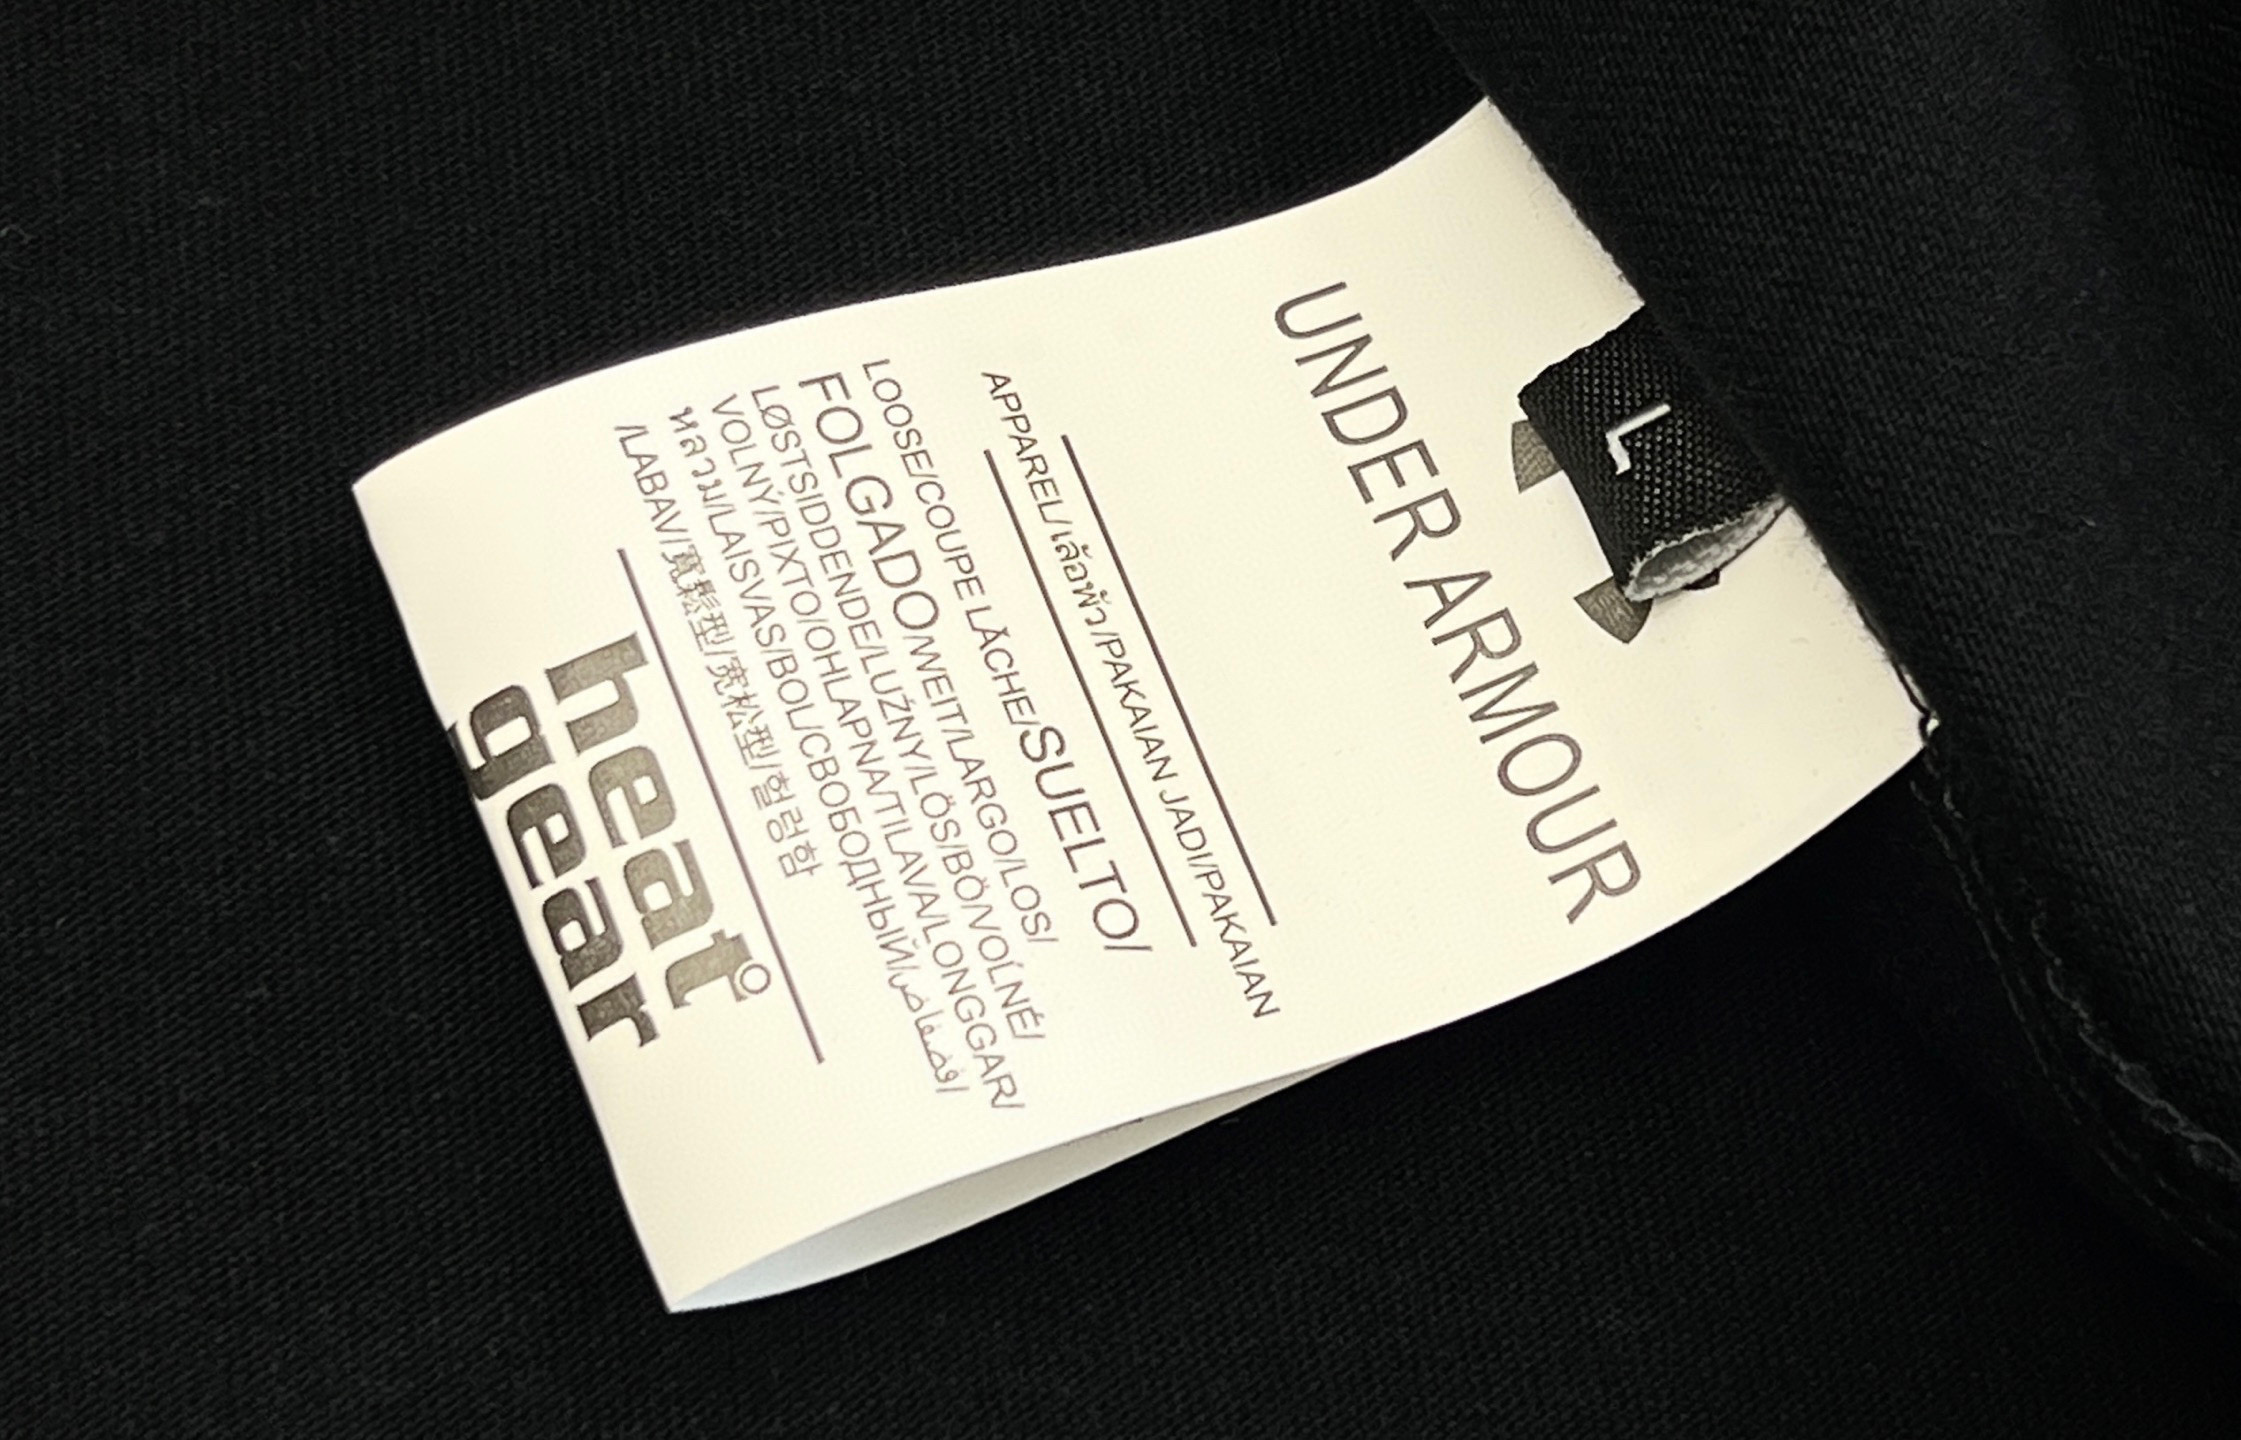 L
UNDER ARMOUR
APPAREL/เสื้อผ้า/PAKAIAN JADI/PAKAIAN
LOOSE/COUPE LÂCHE/SUELTO/
FOLGADO/WEIT/LARGO/LOS/
LØSTSIDDENDE/LUŹNY/LÖS/BÖ/VOĽNÉ/
VOLNÝ/PIXTO/OHLAPNA/TILAVA/LONGGAR/
หลวม/LAISVAS/BOL/СВОБОДНЫЙ/فضفاض/
/LABAV/寬鬆型/宽松型/헐렁함
heat
gear